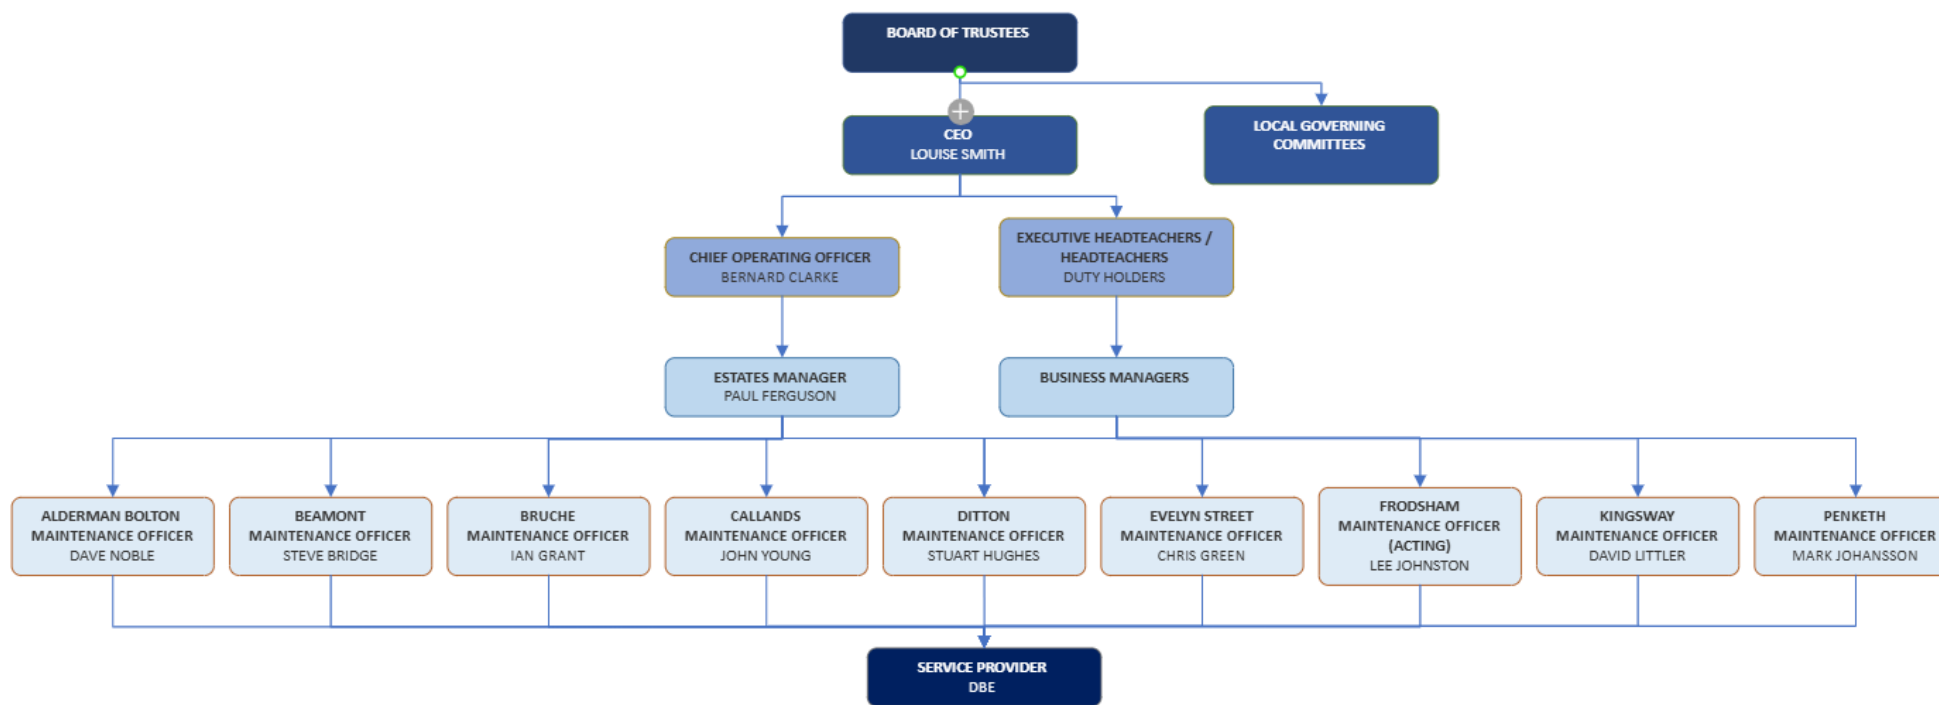 BOARD OF TRUSTEES
CEO
LOUISE SMITH
LOCAL GOVERNING
COMMITTEES
CHIEF OPERATING OFFICER
BERNARD CLARKE
EXECUTIVE HEADTEACHERS /
HEADTEACHERS
DUTY HOLDERS
ESTATES MANAGER
PAUL FERGUSON
BUSINESS MANAGERS
ALDERMAN BOLTON
MAINTENANCE OFFICER
DAVE NOBLE
BEAMONT
MAINTENANCE OFFICER
STEVE BRIDGE
BRUCHE
MAINTENANCE OFFICER
IAN GRANT
CALLANDS
MAINTENANCE OFFICER
JOHN YOUNG
DITTON
MAINTENANCE OFFICER
STUART HUGHES
EVELYN STREET
MAINTENANCE OFFICER
CHRIS GREEN
FRODSHAM
MAINTENANCE OFFICER
(ACTING)
LEE JOHNSTON
KINGSWAY
MAINTENANCE OFFICER
DAVID LITTLER
PENKETH
MAINTENANCE OFFICER
MARK JOHANSSON
SERVICE PROVIDER
DBE